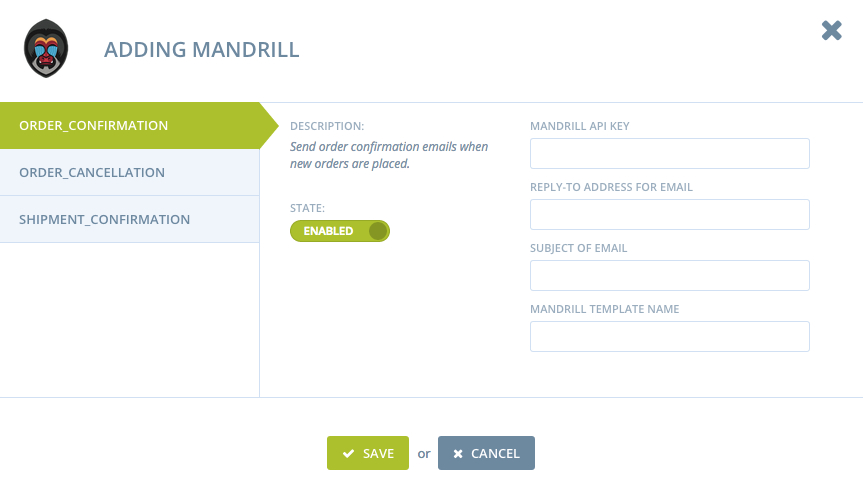 ADDING MANDRILL
ORDER_CONFIRMATION
ORDER_CANCELLATION
SHIPMENT_CONFIRMATION
DESCRIPTION:
Send order confirmation emails when
new orders are placed.
STATE:
ENABLED
MANDRILL API KEY
REPLY-TO ADDRESS FOR EMAIL
SUBJECT OF EMAIL
MANDRILL TEMPLATE NAME
SAVE or CANCEL